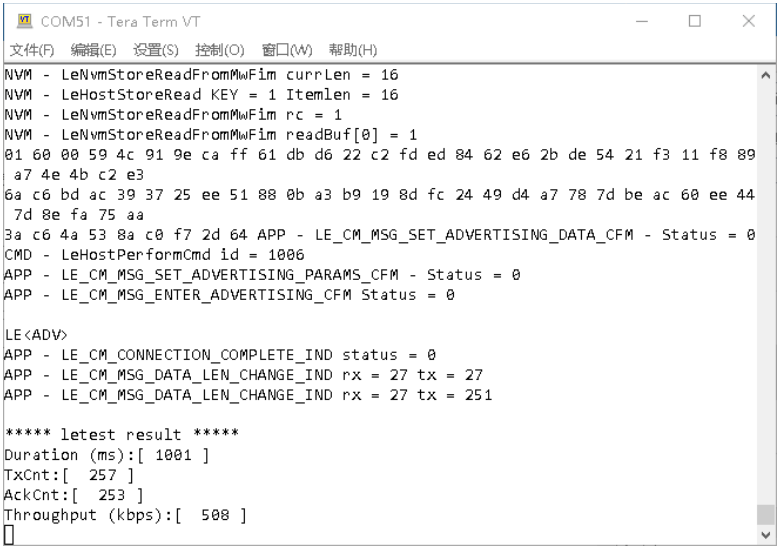 COM51 - Tera Term VT
文件(F) 编辑(E) 设置(S) 控制(O) 窗口(W) 帮助(H)
NVM - LeNvmStoreReadFromMwFim currLen = 16
NVM - LeHostStoreRead KEY = 1 Itemlen = 16
NVM - LeNvmStoreReadFromMwFim rc = 1
NVM - LeNvmStoreReadFromMwFim readBuf[0] = 1
01 60 00 59 4c 91 9e ca ff 61 db d6 22 c2 fd ed 84 62 e6 2b de 54 21 f3 11 f8 89
a7 4e 4b c2 e3
6a c6 bd ac 39 37 25 ee 51 88 0b a3 b9 19 8d fc 24 49 d4 a7 78 7d be ac 60 ee 44
7d 8e fa 75 aa
3a c6 4a 53 8a c0 f7 2d 64 APP - LE_CM_MSG_SET_ADVERTISING_DATA_CFM - Status = 0
CMD - LeHostPerformCmd id = 1006
APP - LE_CM_MSG_SET_ADVERTISING_PARAMS_CFM - Status = 0
APP - LE_CM_MSG_ENTER_ADVERTISING_CFM Status = 0
LE<ADV>
APP - LE_CM_CONNECTION_COMPLETE_IND status = 0
APP - LE_CM_MSG_DATA_LEN_CHANGE_IND rx = 27 tx = 27
APP - LE_CM_MSG_DATA_LEN_CHANGE_IND rx = 27 tx = 251
***** letest result *****
Duration (ms):[ 1001 ]
TxCnt:[  257 ]
AckCnt:[  253 ]
Throughput (kbps):[  508 ]